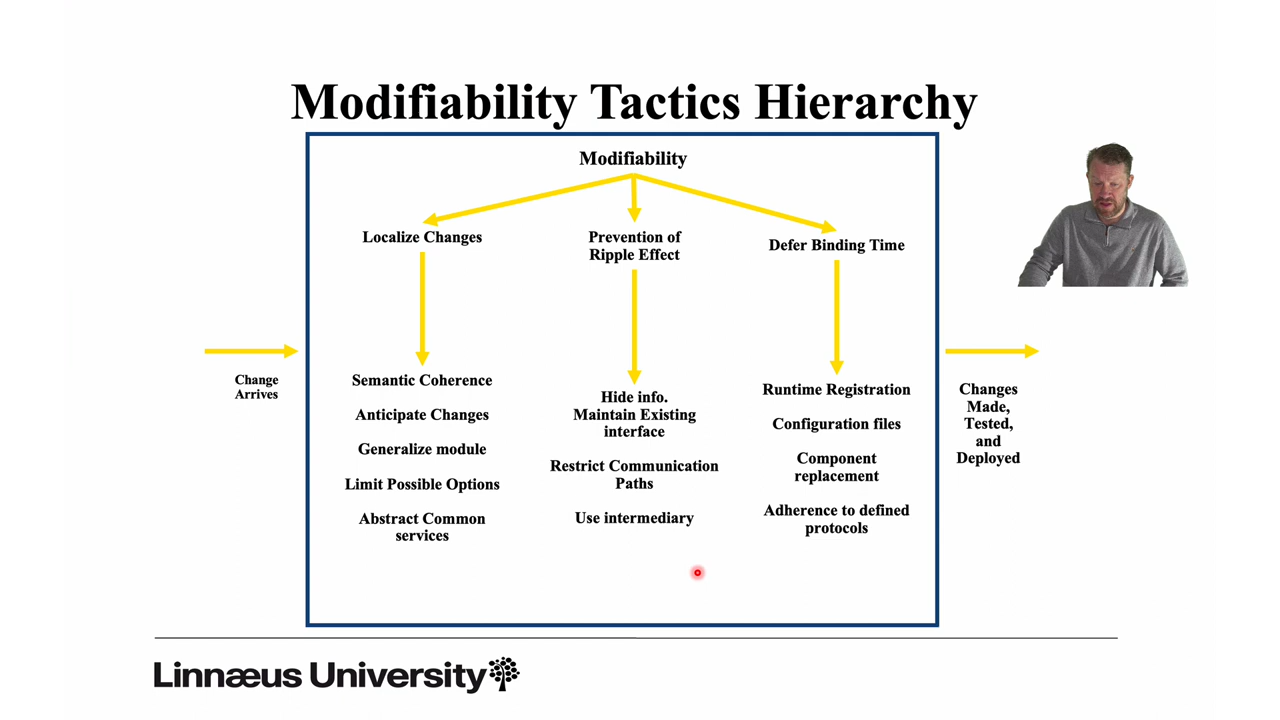 Modifiability Tactics Hierarchy
Modifiability
Localize Changes
Prevention of
Ripple Effect
Defer Binding Time
Change
Arrives
Semantic Coherence
Anticipate Changes
Generalize module
Limit Possible Options
Abstract Common
services
Hide info.
Maintain Existing
interface
Restrict Communication
Paths
Use intermediary
Runtime Registration
Configuration files
Component
replacement
Adherence to defined
protocols
Changes
Made,
Tested,
and
Deployed
Linnæus University